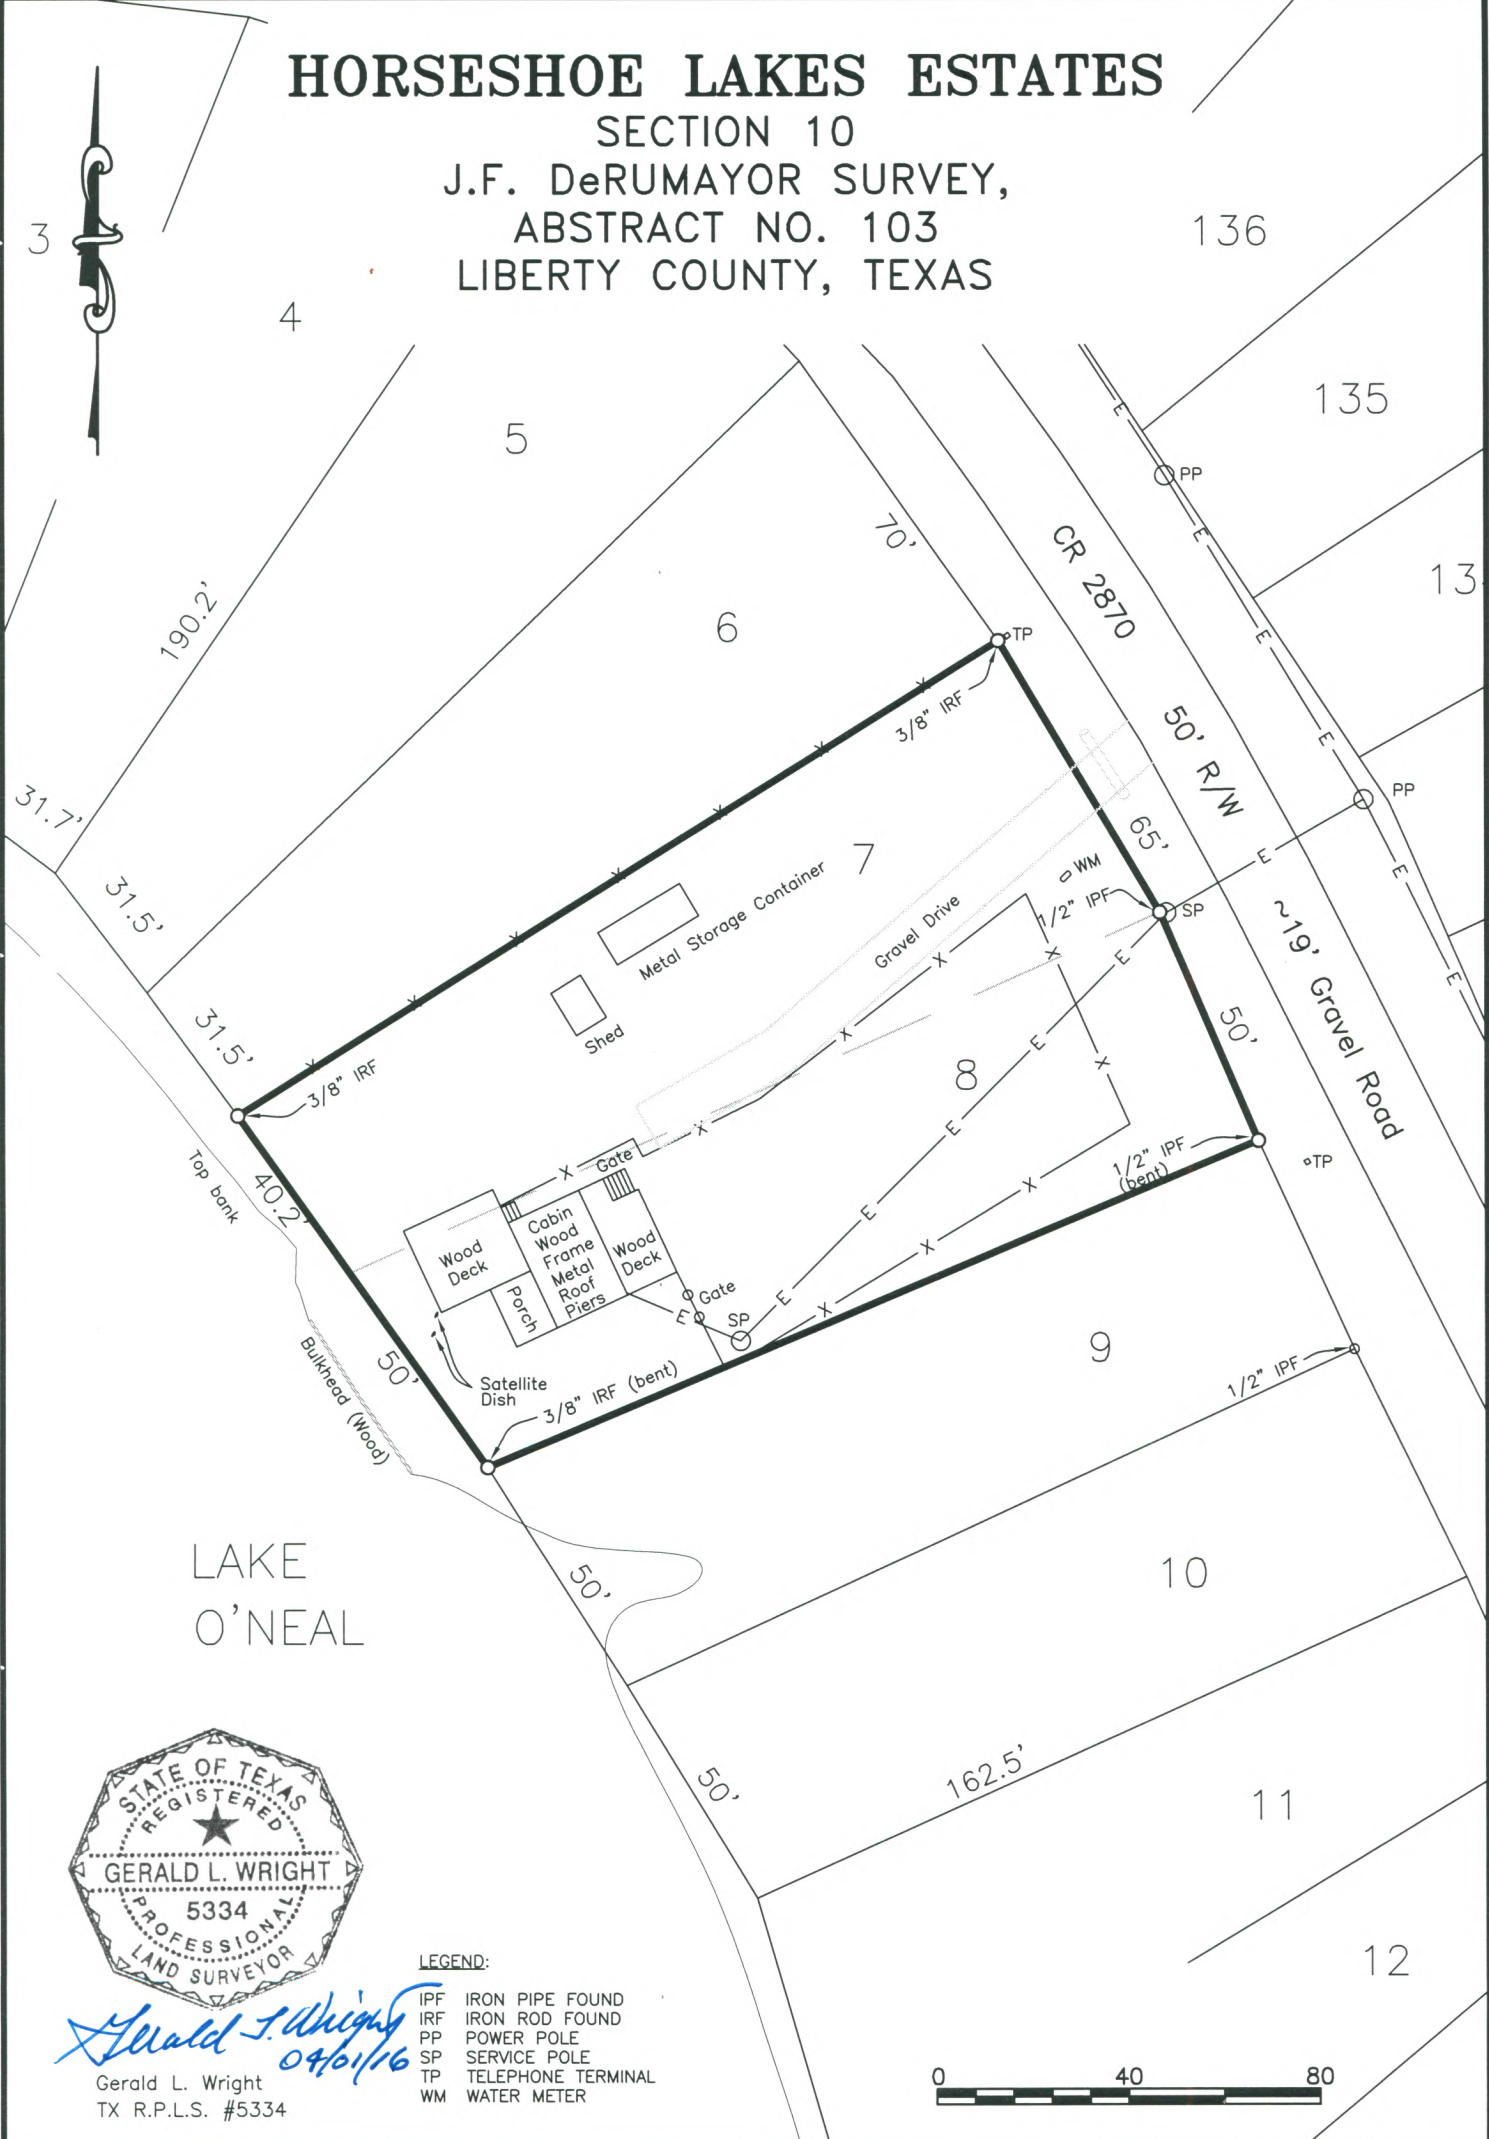 HORSESHOE LAKES ESTATES
SECTION 10
J.F. DeRUMAYOR SURVEY,
ABSTRACT NO. 103
LIBERTY COUNTY, TEXAS
3
4
5
6
136
135
13
PP
E
E
E
E
E
E
E
PP
190.2'
31.7'
31.5'
31.5'
70'
CR 2870
50' R/W
~19' Gravel Road
TP
3/8" IRF
65'
7
WM
1/2" IPF
SP
Metal Storage Container
Gravel Drive
Shed
3/8" IRF
50'
8
X
X
X
X
X
X
X
X
X
E
E
E
E
E
E
1/2" IPF
(bent)
TP
Top bank
40.2'
Gate
Wood
Deck
Cabin
Wood
Frame
Metal
Roof
Piers
Wood
Deck
Porch
Gate
SP
Satellite
Dish
50'
Bulkhead (Wood)
3/8" IRF (bent)
9
1/2" IPF
LAKE
O'NEAL
50'
10
50'
162.5'
11
12
STATE OF TEXAS
REGISTERED
GERALD L. WRIGHT
5334
PROFESSIONAL
LAND SURVEYOR
Gerald L. Wright
04/01/16
Gerald L. Wright
TX R.P.L.S. #5334
LEGEND:
IPF IRON PIPE FOUND
IRF IRON ROD FOUND
PP POWER POLE
SP SERVICE POLE
TP TELEPHONE TERMINAL
WM WATER METER
0 40 80